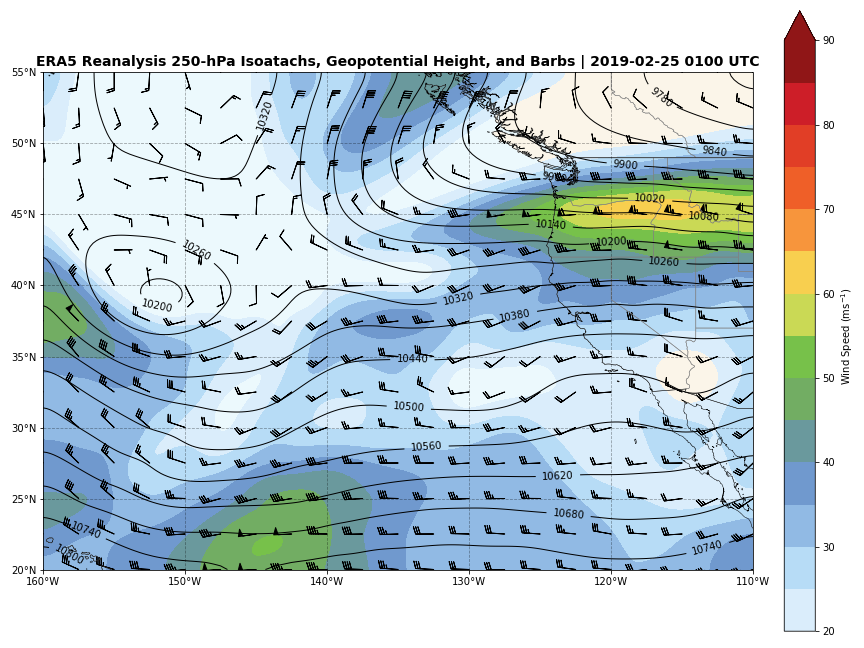 ERA5 Reanalysis 250-hPa Isoatachs, Geopotential Height, and Barbs | 2019-02-25 0100 UTC
90
80
70
60
50
40
30
20
Wind Speed (ms⁻¹)
55°N
50°N
45°N
40°N
35°N
30°N
25°N
20°N
160°W
150°W
140°W
130°W
120°W
110°W
10320
9780
9840
9900
10020
10080
10140
10200
10260
10260
10200
10320
10380
10440
10500
10560
10620
10680
10740
10740